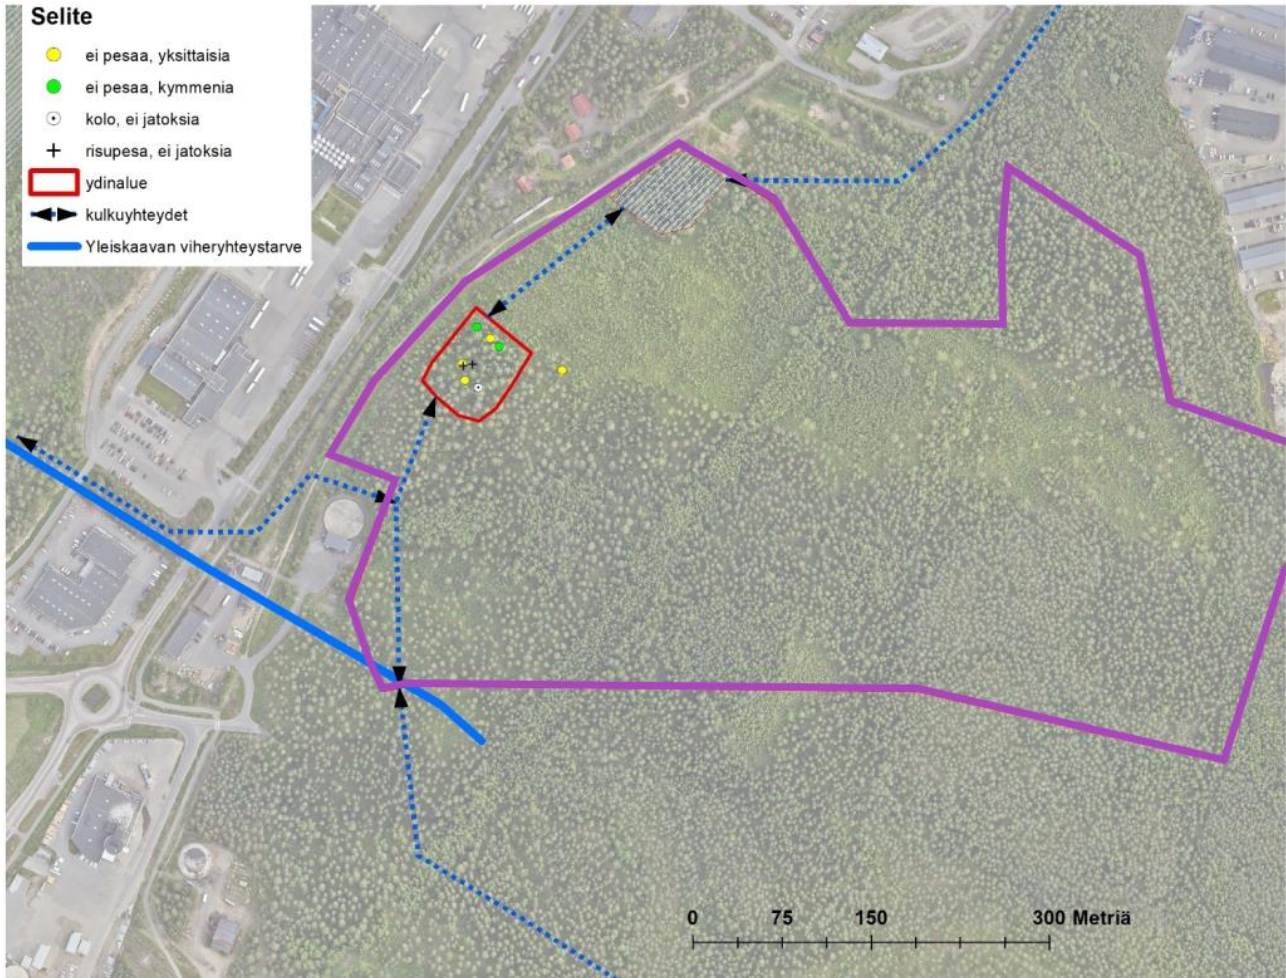 Selite
ei pesaa, yksittaisia
ei pesaa, kymmenia
kolo, ei jatoksia
risupesa, ei jatoksia
ydinalue
kulkuyhteydet
Yleiskaavan viheryhteystarve
0 75 150 300 Metriä